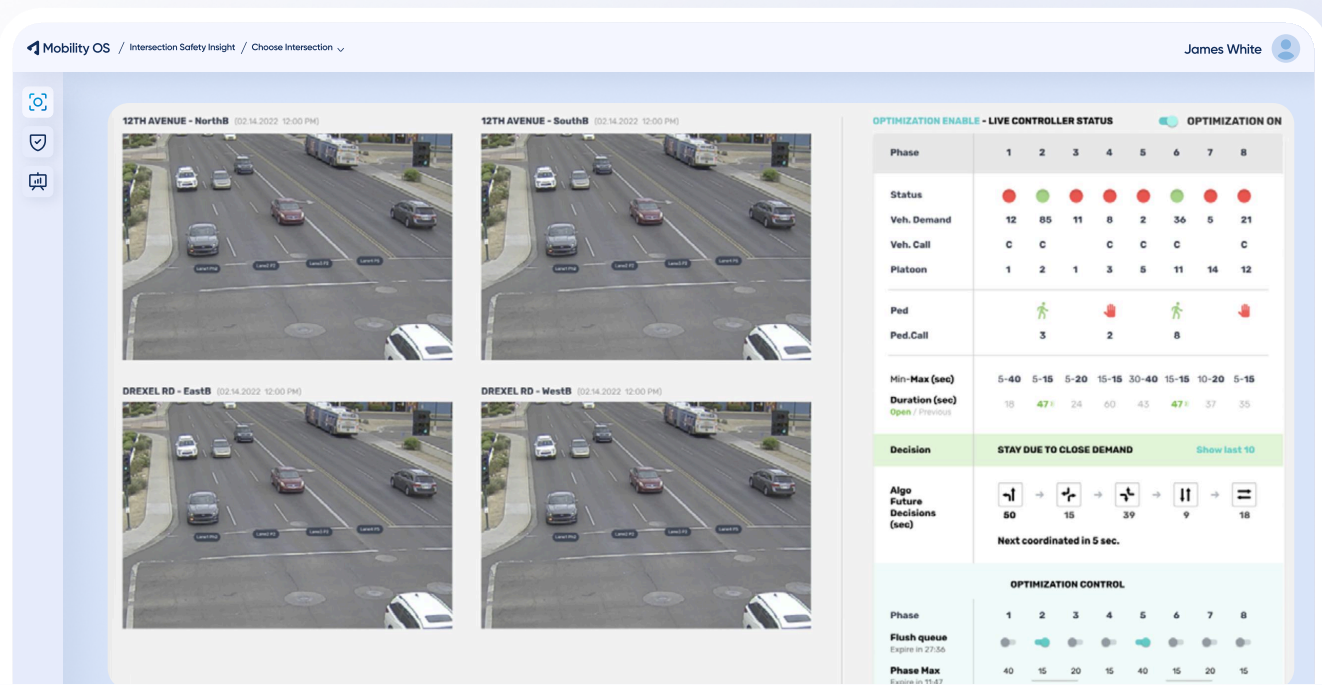 Mobility OS / Intersection Safety Insight / Choose Intersection
James White
12TH AVENUE - NorthB (02.14.2022 12:00 PM)
12TH AVENUE - SouthB (02.14.2022 12:00 PM)
DREXEL RD - EastB (02.14.2022 12:00 PM)
DREXEL RD - WestB (02.14.2022 12:00 PM)
OPTIMIZATION ENABLE - LIVE CONTROLLER STATUS OPTIMIZATION ON
Phase 1 2 3 4 5 6 7 8
Status
Veh. Demand 12 85 11 8 2 36 5 21
Veh. Call C C C C C C
Platoon 1 2 1 3 5 11 14 12
Ped
Ped.Call 3 2 8
Min-Max (sec) 5-40 5-15 5-20 15-15 30-40 15-15 10-20 5-15
Duration (sec) 18 47 24 60 43 47 37 35
Open / Previous
Decision STAY DUE TO CLOSE DEMAND Show last 10
Algo
Future
Decisions
(sec)
50 15 39 9 18
Next coordinated in 5 sec.
OPTIMIZATION CONTROL
Phase 1 2 3 4 5 6 7 8
Flush queue
Expire in 27:36
Phase Max 40 15 20 15 40 15 20 15
Expire in 11:47